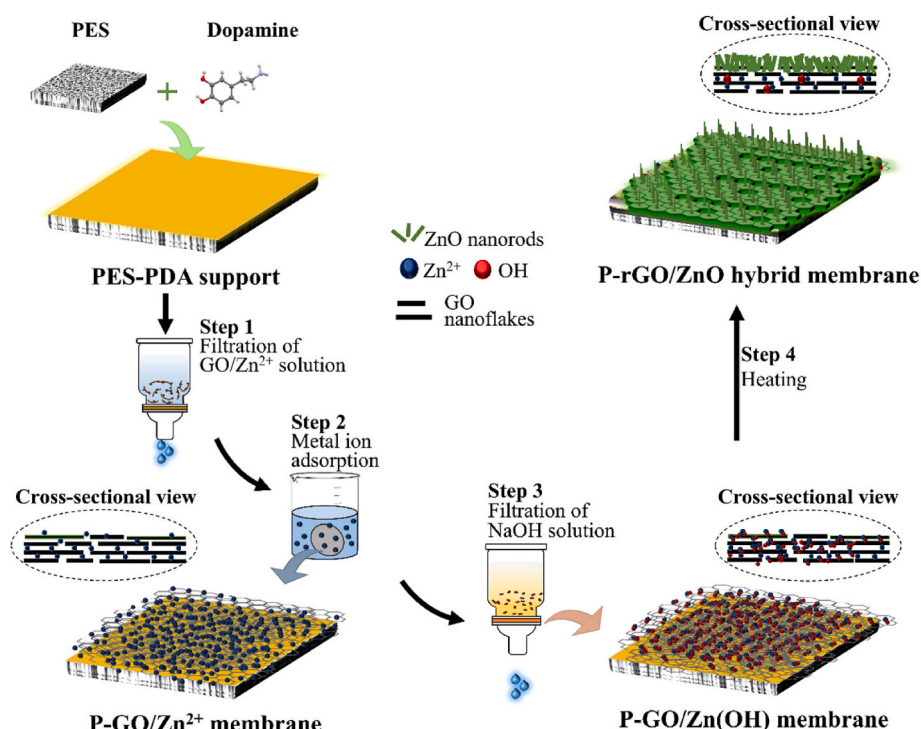 PES
Dopamine
+
PES-PDA support
Step 1
Filtration of
GO/Zn²⁺ solution
Step 2
Metal ion
adsorption
Cross-sectional view
P-GO/Zn²⁺ membrane
Step 3
Filtration of
NaOH solution
Cross-sectional view
P-GO/Zn(OH) membrane
Step 4
Heating
ZnO nanorods
Zn²⁺
OH
GO
nanoflakes
Cross-sectional view
P-rGO/ZnO hybrid membrane